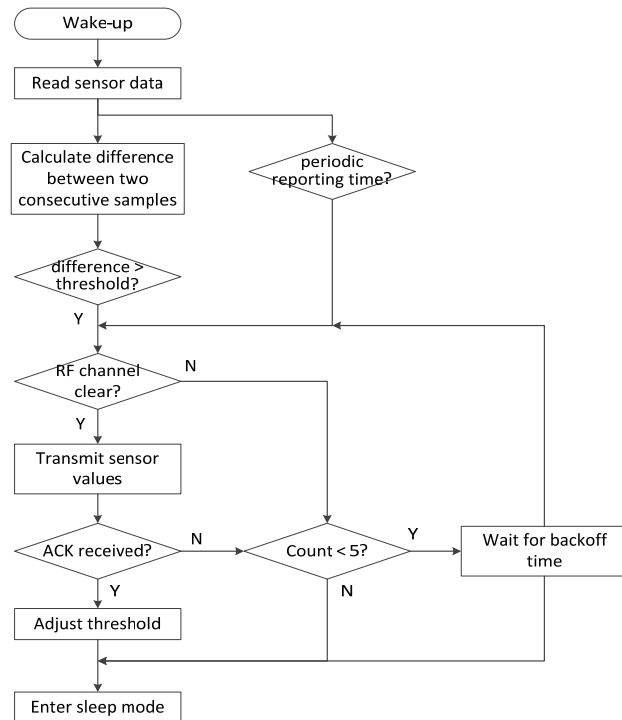 Wake-up
Read sensor data
Calculate difference
between two
consecutive samples
periodic
reporting time?
difference >
threshold?
Y
RF channel
clear?
N
Y
Transmit sensor
values
ACK received?
N
Count < 5?
Y
Wait for backoff
time
Y
N
Adjust threshold
Enter sleep mode